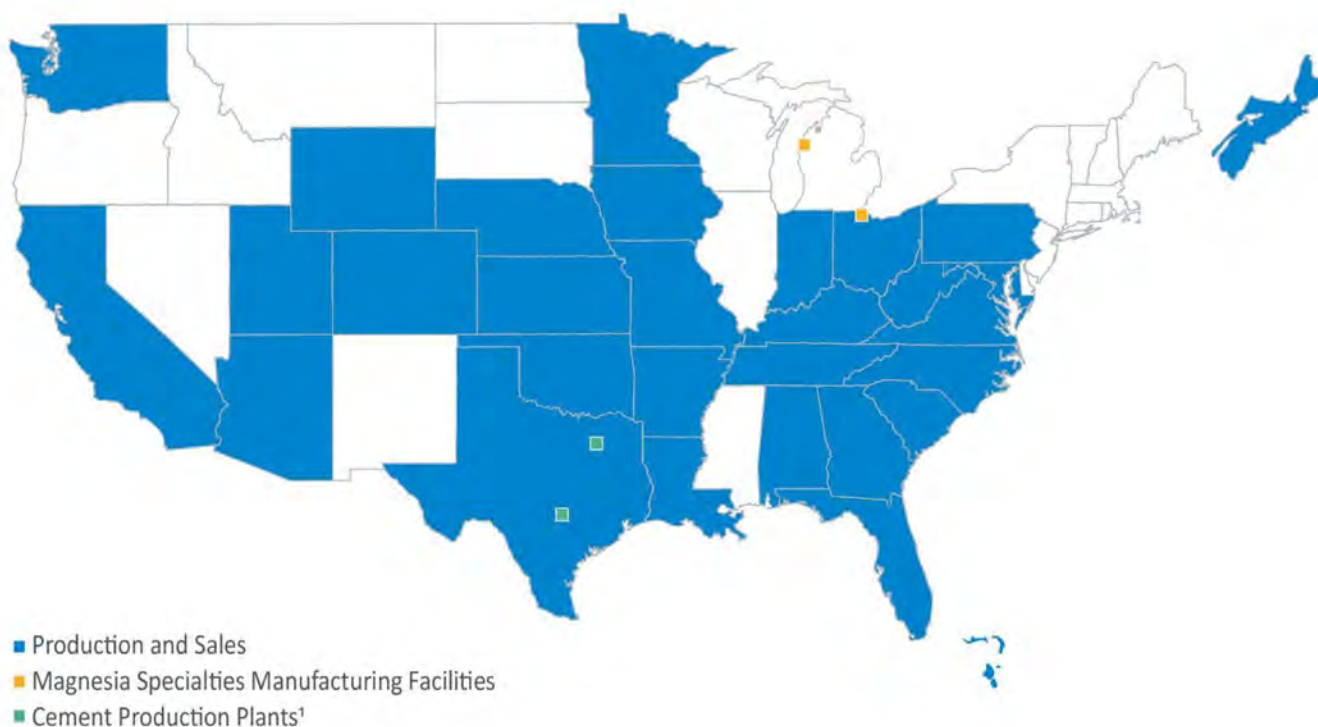 Production and Sales
Magnesia Specialties Manufacturing Facilities
Cement Production Plants¹